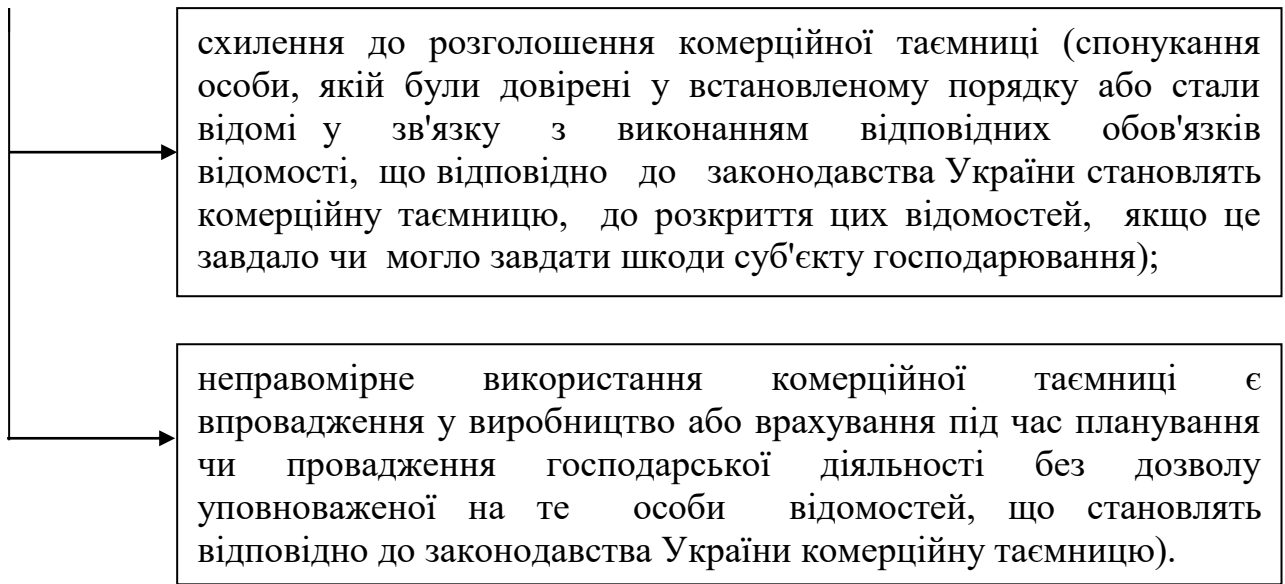 схилення до розголошення комерційної таємниці (спонукання
особи, якій були довірені у встановленому порядку або стали
відомі у зв'язку з виконанням відповідних обов'язків
відомості, що відповідно до законодавства України становлять
комерційну таємницю, до розкриття цих відомостей, якщо це
завдало чи могло завдати шкоди суб'єкту господарювання);
неправомірне використання комерційної таємниці є
впровадження у виробництво або врахування під час планування
чи провадження господарської діяльності без дозволу
уповноваженої на те особи відомостей, що становлять
відповідно до законодавства України комерційну таємницю).